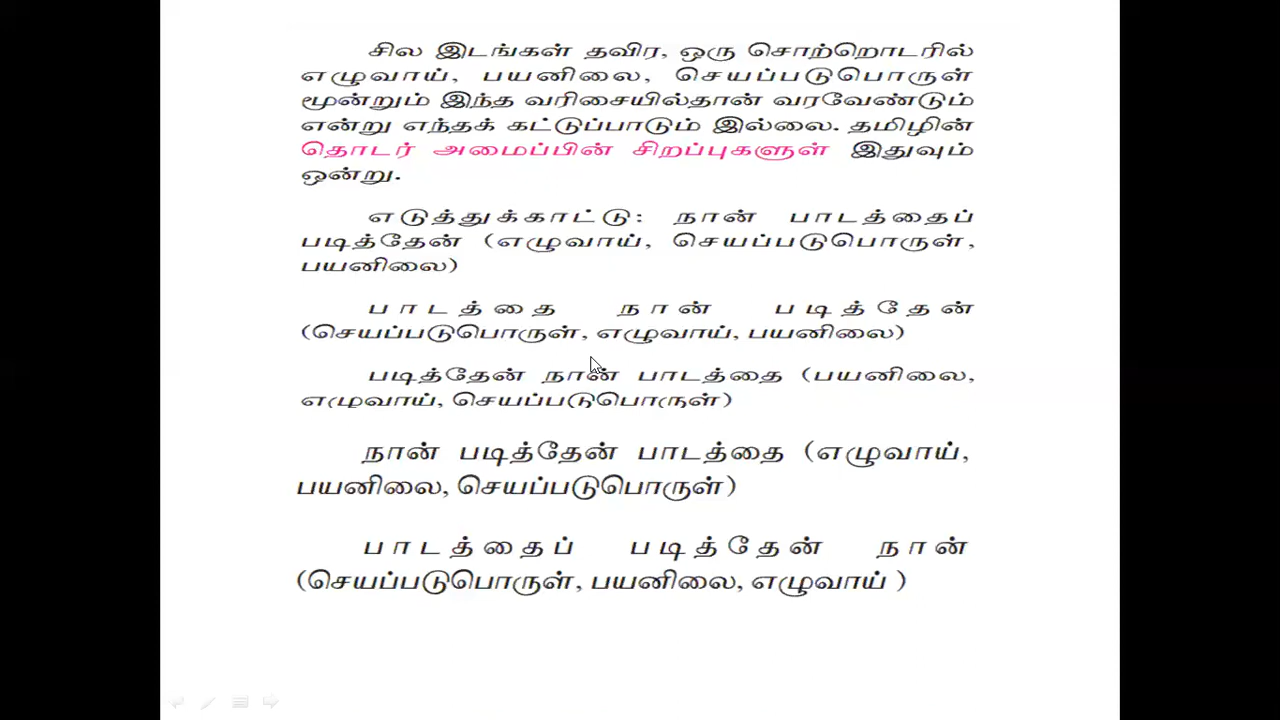 சில இடங்கள் தவிர, ஒரு சொற்றொடரில்
எழுவாய், பயனிலை, செயப்படுபொருள்
மூன்றும் இந்த வரிசையில்தான் வரவேண்டும்
என்று எந்தக் கட்டுப்பாடும் இல்லை. தமிழின்
தொடர் அமைப்பின் சிறப்புகளுள் இதுவும்
ஒன்று.
எடுத்துக்காட்டு: நான் பாடத்தைப்
படித்தேன் (எழுவாய், செயப்படுபொருள்,
பயனிலை)
பாடத்தை நான் படித்தேன்
(செயப்படுபொருள், எழுவாய், பயனிலை)
படித்தேன் நான் பாடத்தை (பயனிலை,
எழுவாய், செயப்படுபொருள்)
நான் படித்தேன் பாடத்தை (எழுவாய்,
பயனிலை, செயப்படுபொருள்)
பாடத்தைப் படித்தேன் நான்
(செயப்படுபொருள், பயனிலை, எழுவாய் )